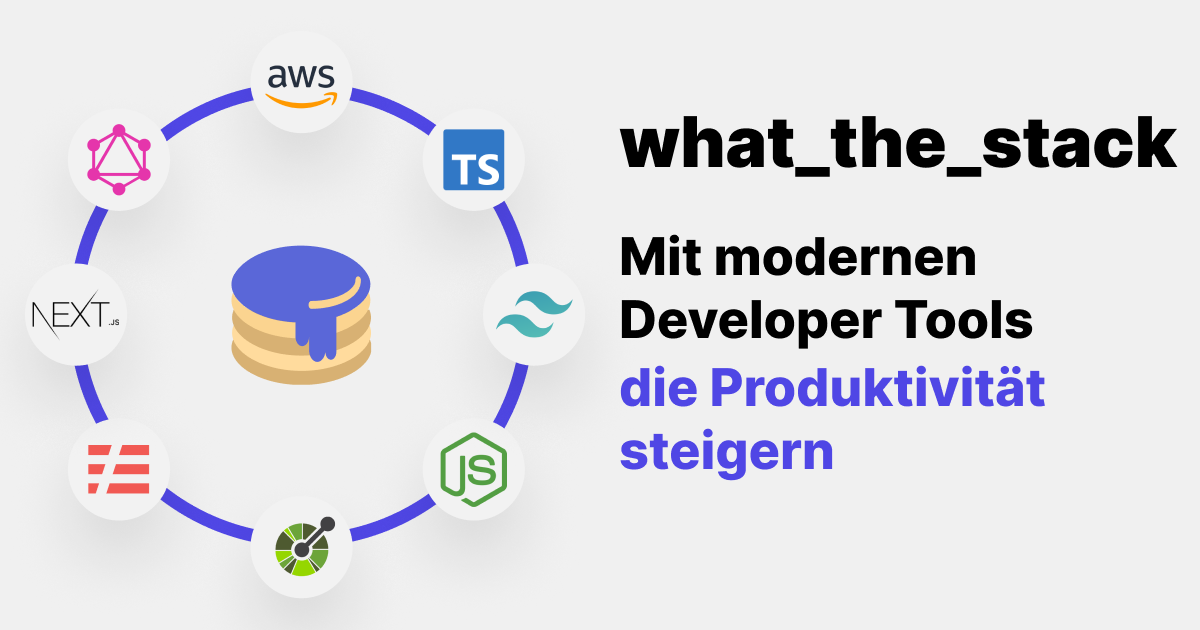 aws
TS
NEXT.JS
JS
what_the_stack
Mit modernen
Developer Tools
die Produktivität
steigern